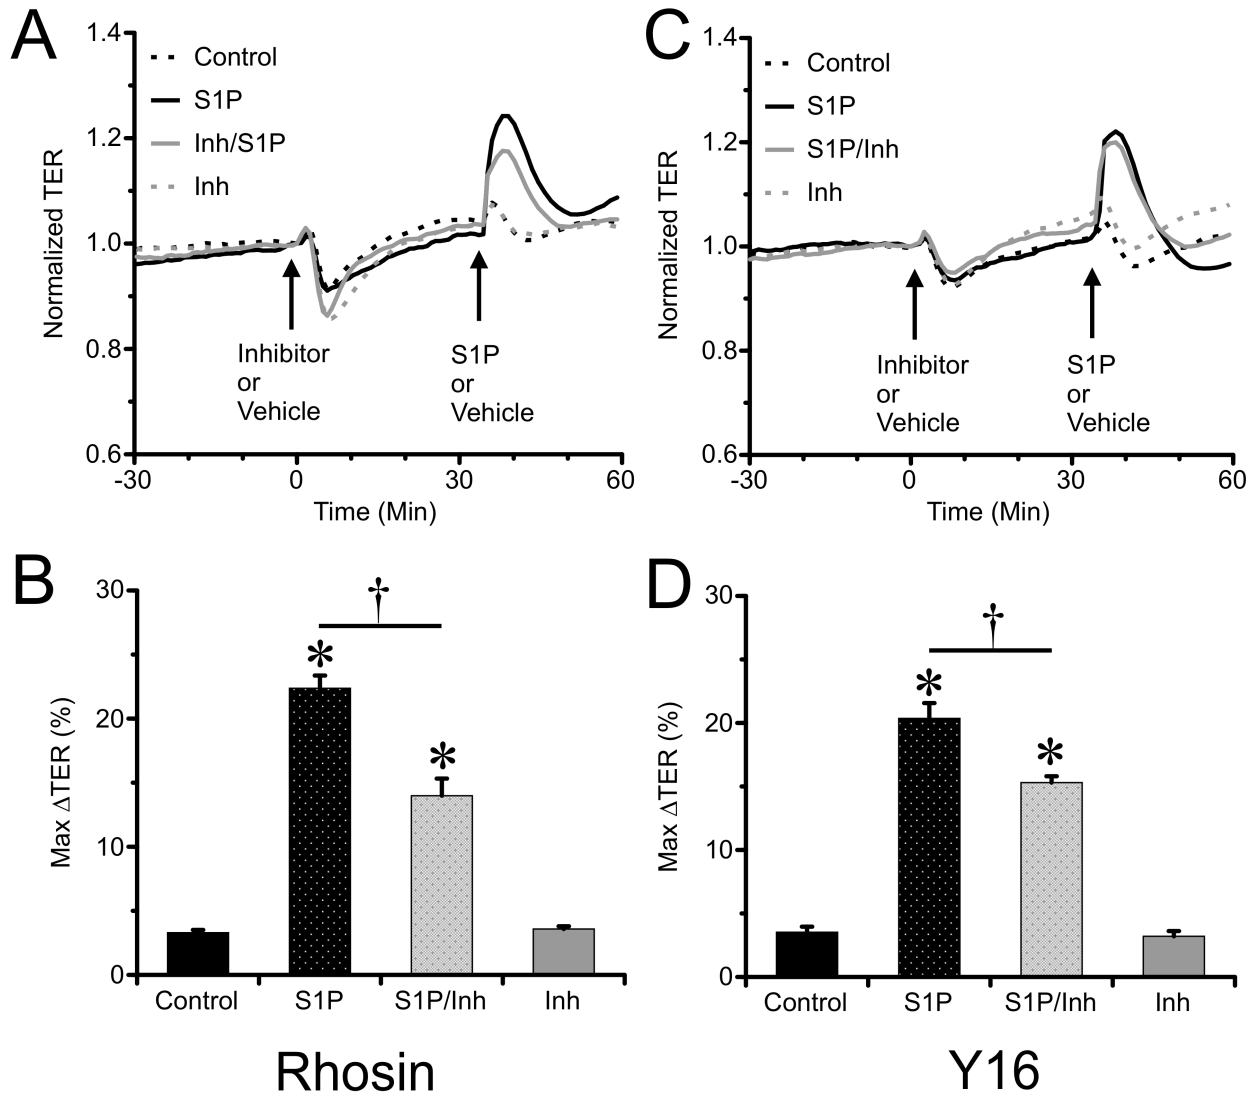 A
1.4
Control
S1P
Inh/S1P
Inh
1.2
1.0
0.8
0.6
Normalized TER
Inhibitor
or
Vehicle
S1P
or
Vehicle
-30
0
30
60
Time (Min)
C
1.4
Control
S1P
S1P/Inh
Inh
1.2
1.0
0.8
0.6
Normalized TER
Inhibitor
or
Vehicle
S1P
or
Vehicle
-30
0
30
60
Time (Min)
B
30
20
10
0
Max ΔTER (%)
†
*
*
Control
S1P
S1P/Inh
Inh
Rhosin
D
30
20
10
0
Max ΔTER (%)
†
*
*
Control
S1P
S1P/Inh
Inh
Y16